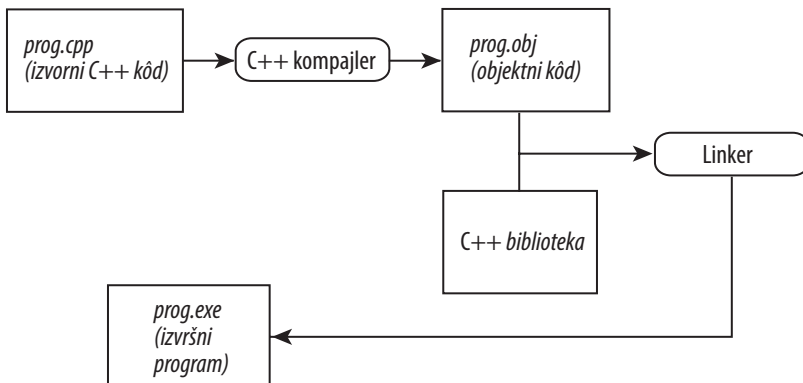 prog.cpp
(izvorni C++ kôd)
C++ kompajler
prog.obj
(objektni kôd)
Linker
C++ biblioteka
prog.exe
(izvršni
program)